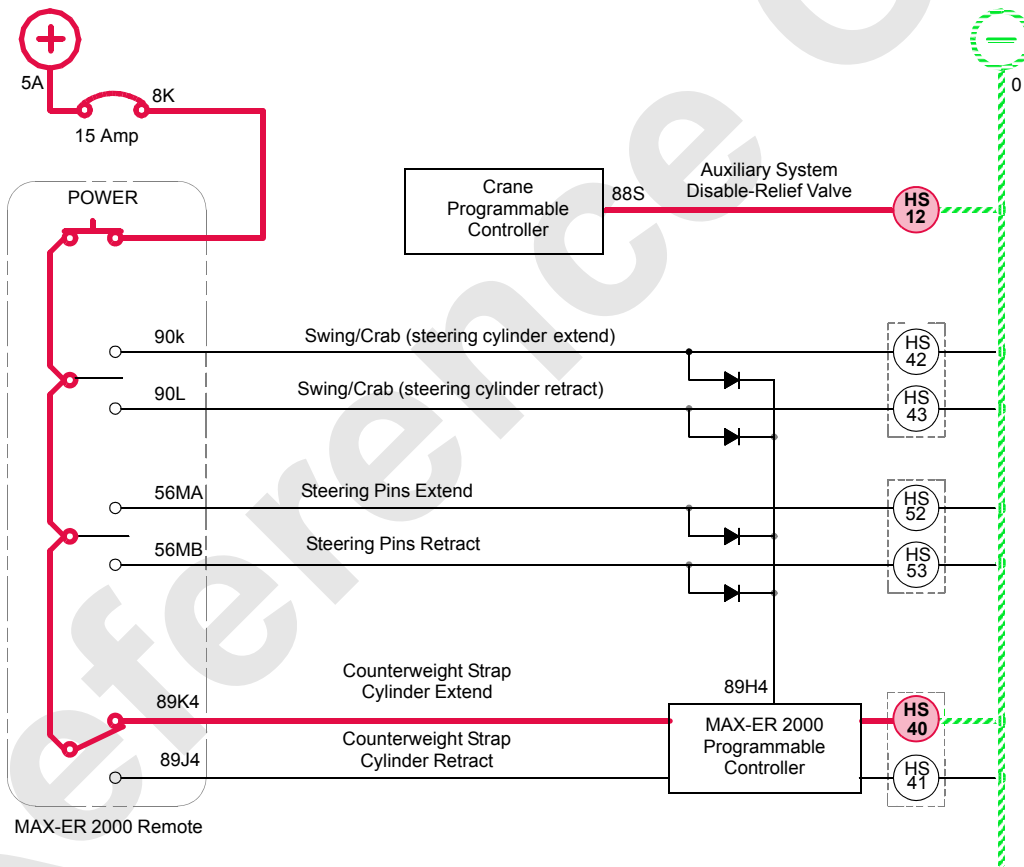 5A
8K
0
15 Amp
POWER
Crane
Programmable
Controller
88S
Auxiliary System
Disable-Relief Valve
HS
12
90k
Swing/Crab (steering cylinder extend)
HS
42
90L
Swing/Crab (steering cylinder retract)
HS
43
56MA
Steering Pins Extend
HS
52
56MB
Steering Pins Retract
HS
53
89K4
Counterweight Strap
Cylinder Extend
89H4
MAX-ER 2000
Programmable
Controller
HS
40
89J4
Counterweight Strap
Cylinder Retract
HS
41
MAX-ER 2000 Remote
eference